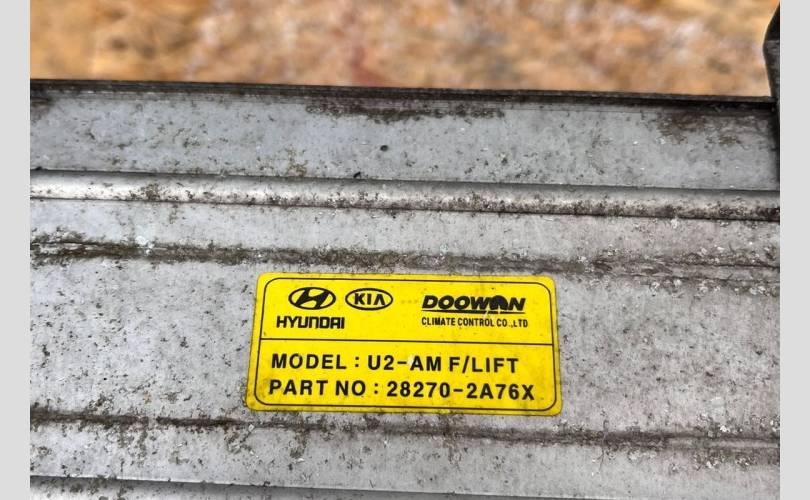 HYUNDAI KIA DOOWON
CLIMATE CONTROL CO.,LTD
MODEL : U2-AM F/LIFT
PART NO : 28270-2A76X